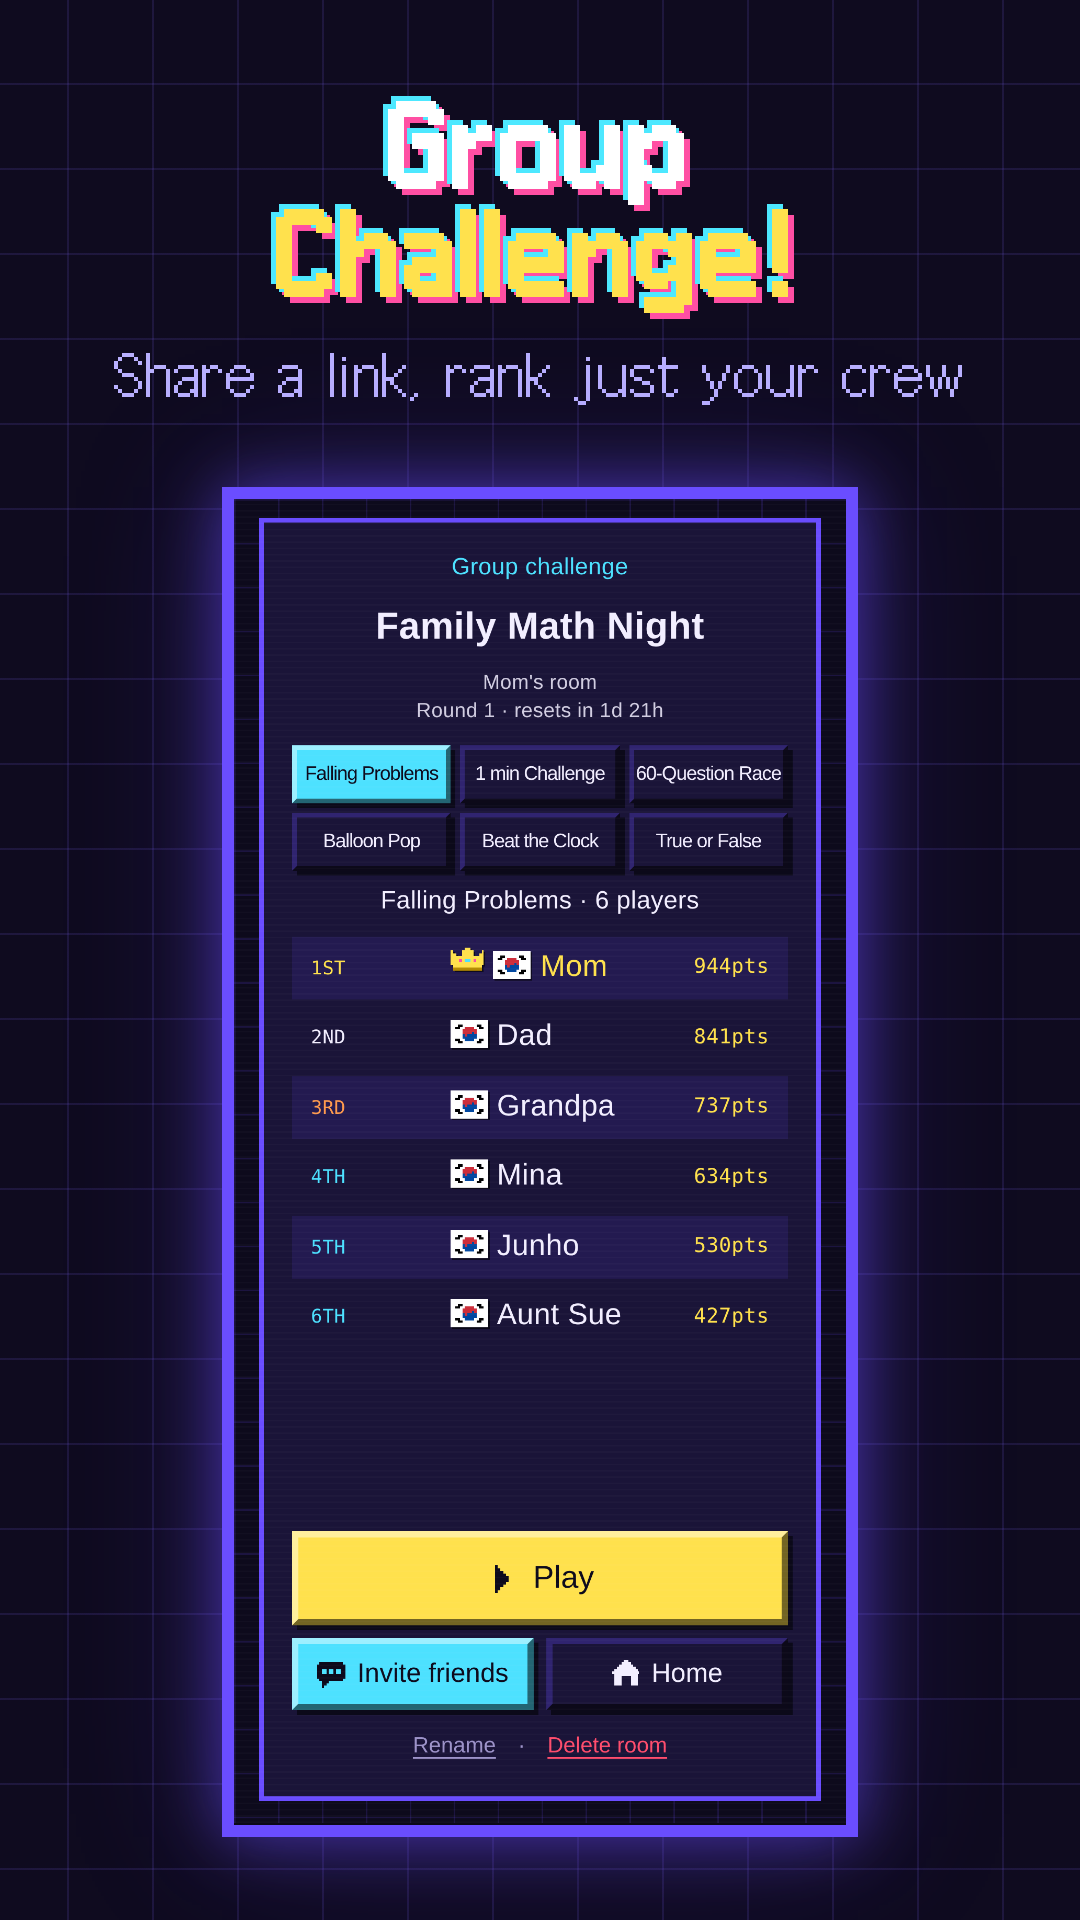 Group
Challenge!
Share a link, rank just your crew
Group challenge
Family Math Night
Mom's room
Round 1 · resets in 1d 21h
Falling Problems 1 min Challenge 60-Question Race
Balloon Pop Beat the Clock True or False
Falling Problems · 6 players
1ST Mom 944pts
2ND Dad 841pts
3RD Grandpa 737pts
4TH Mina 634pts
5TH Junho 530pts
6TH Aunt Sue 427pts
Play
Invite friends Home
Rename · Delete room